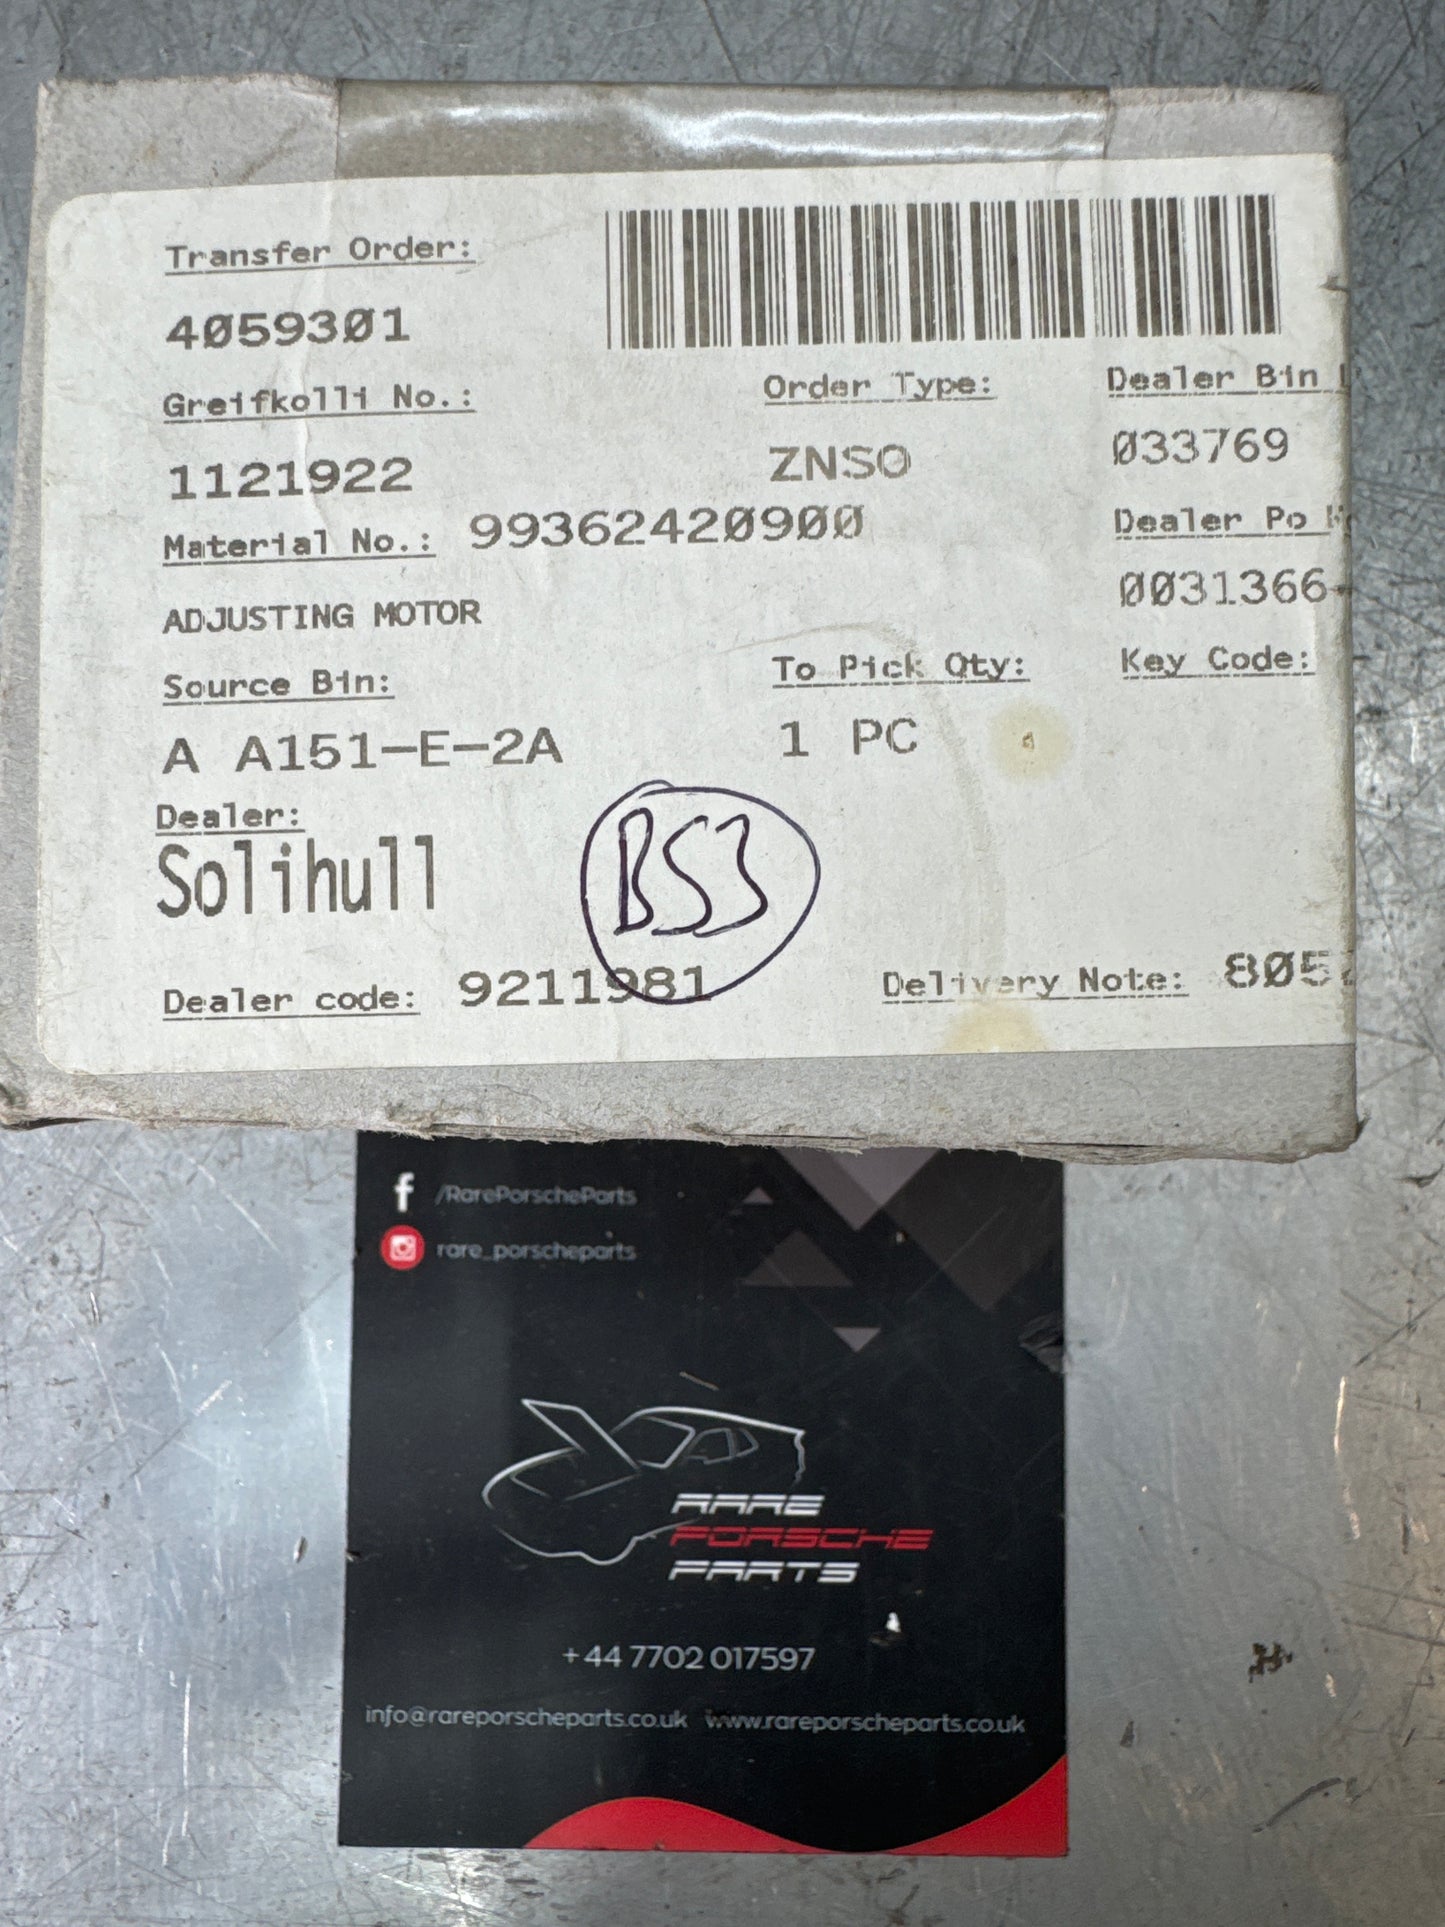 Transfer Order:
4059301
Greifkolli No.: Order Type: Dealer Bin
1121922 ZNSO 033769
Material No.: 99362420900 Dealer Po
ADJUSTING MOTOR 0031366
Source Bin: To Pick Qty: Key Code:
A A151-E-2A 1 PC
Dealer:
Solihull BS3
Dealer code: 9211981 Delivery Note: 805
/RarePorscheParts
rare_porscheparts
RARE
PORSCHE
PARTS
+44 7702 017597
info@rareporscheparts.co.uk www.rareporscheparts.co.uk